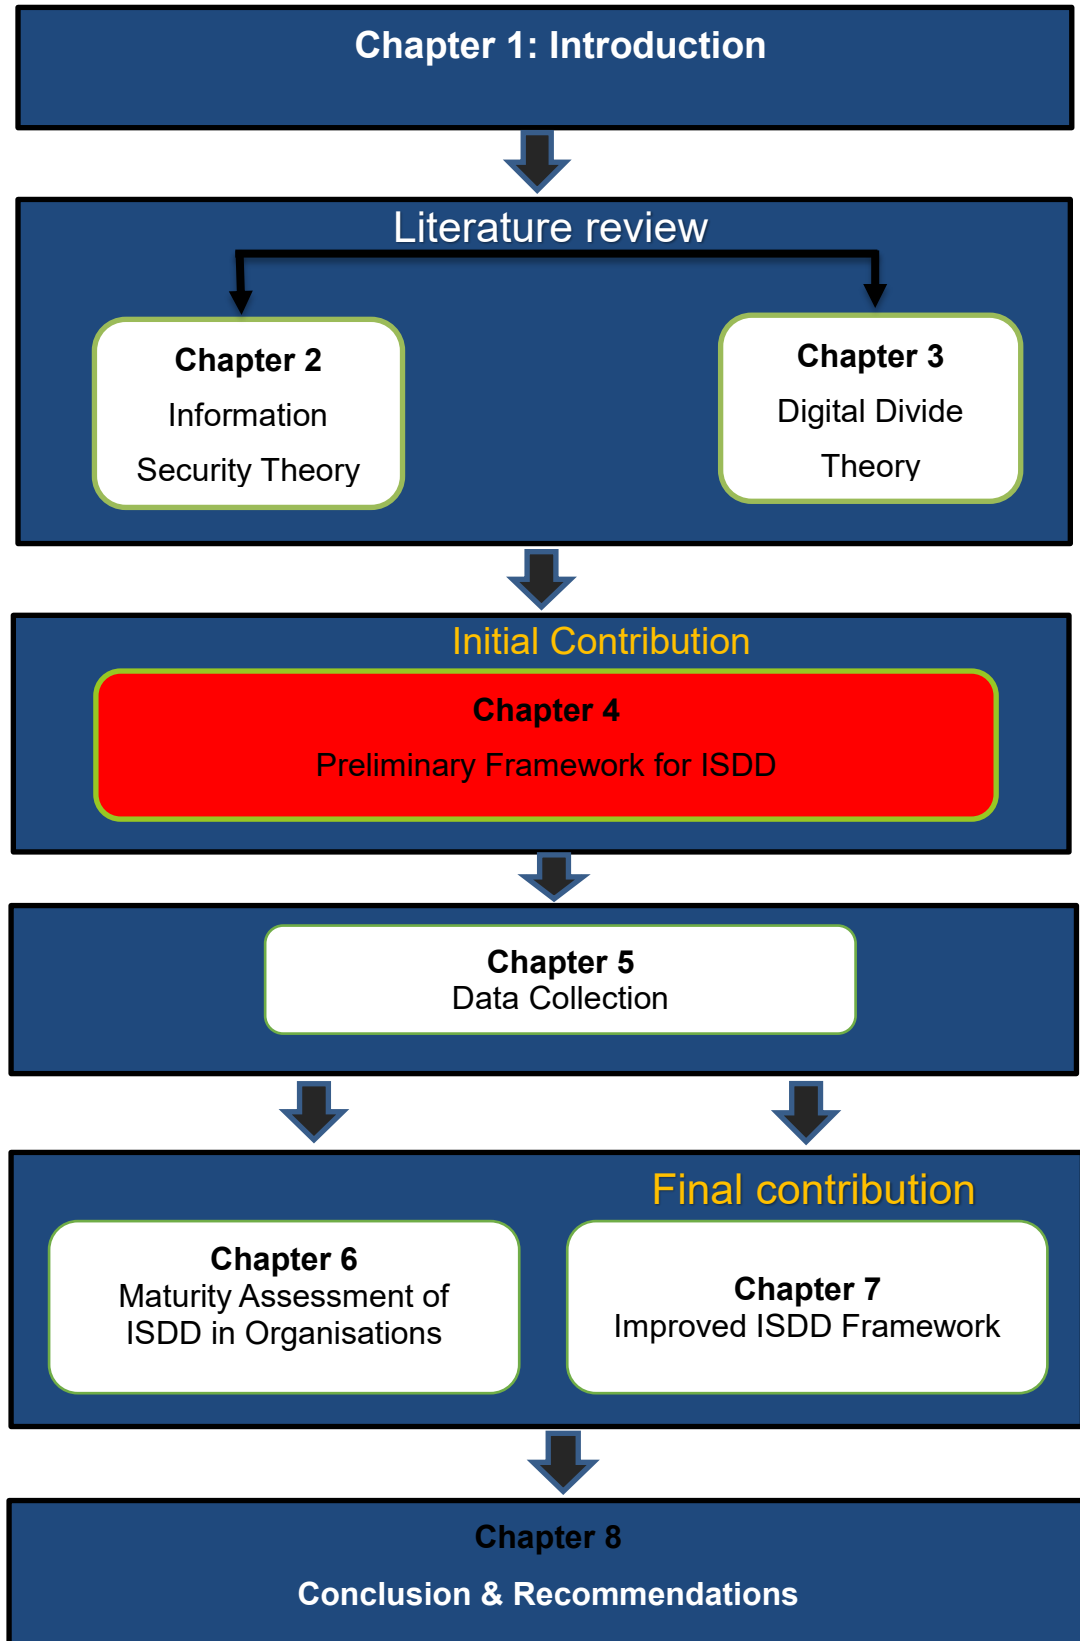 Chapter 1: Introduction
Literature review
Chapter 2
Information
Security Theory
Chapter 3
Digital Divide
Theory
Initial Contribution
Chapter 4
Preliminary Framework for ISDD
Chapter 5
Data Collection
Final contribution
Chapter 6
Maturity Assessment of
ISDD in Organisations
Chapter 7
Improved ISDD Framework
Chapter 8
Conclusion & Recommendations